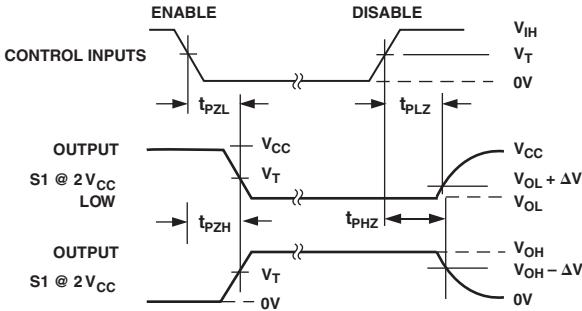 ENABLE DISABLE
V_IH
CONTROL INPUTS V_T
0V
t_PZL t_PLZ
OUTPUT V_CC V_CC
S1 @ 2 V_CC V_T V_OL + ΔV
LOW V_OL
t_PZH t_PHZ
OUTPUT V_OH
S1 @ 2 V_CC V_T V_OH – ΔV
0V 0V